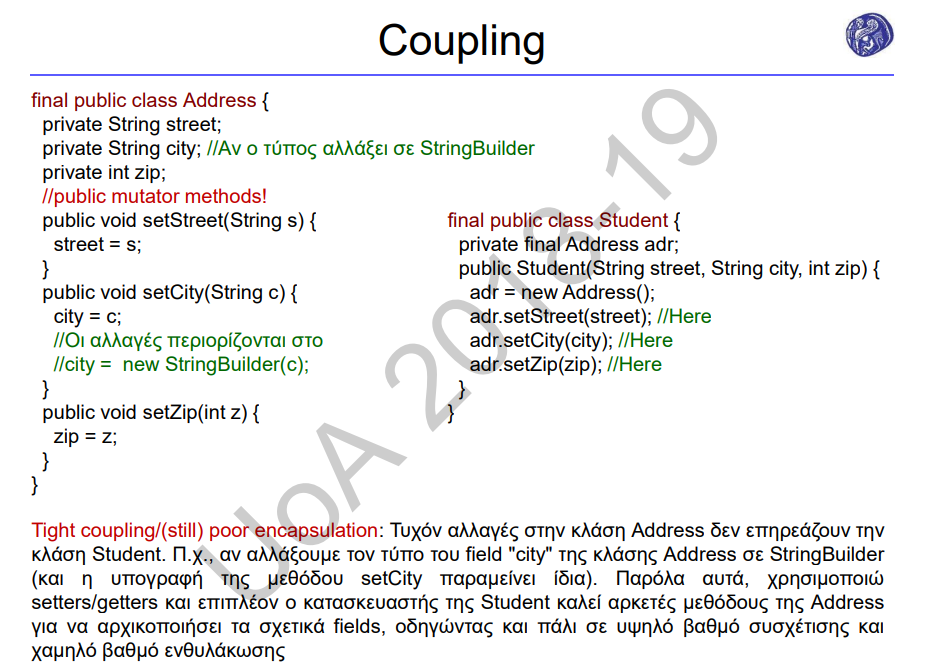 Coupling
final public class Address {
private String street;
private String city; //Αν ο τύπος αλλάξει σε StringBuilder
private int zip;
//public mutator methods!
public void setStreet(String s) {
street = s;
}
public void setCity(String c) {
city = c;
//Οι αλλαγές περιορίζονται στο
//city = new StringBuilder(c);
}
public void setZip(int z) {
zip = z;
}
}
final public class Student {
private final Address adr;
public Student(String street, String city, int zip) {
adr = new Address();
adr.setStreet(street); //Here
adr.setCity(city); //Here
adr.setZip(zip); //Here
}
}
Tight coupling/(still) poor encapsulation: Τυχόν αλλαγές στην κλάση Address δεν επηρεάζουν την
κλάση Student. Π.χ., αν αλλάξουμε τον τύπο του field "city" της κλάσης Address σε StringBuilder
(και η υπογραφή της μεθόδου setCity παραμείνει ίδια). Παρόλα αυτά, χρησιμοποιώ
setters/getters και επιπλέον ο κατασκευαστής της Student καλεί αρκετές μεθόδους της Address
για να αρχικοποιήσει τα σχετικά fields, οδηγώντας και πάλι σε υψηλό βαθμό συσχέτισης και
χαμηλό βαθμό ενθυλάκωσης
UoA 2018-19